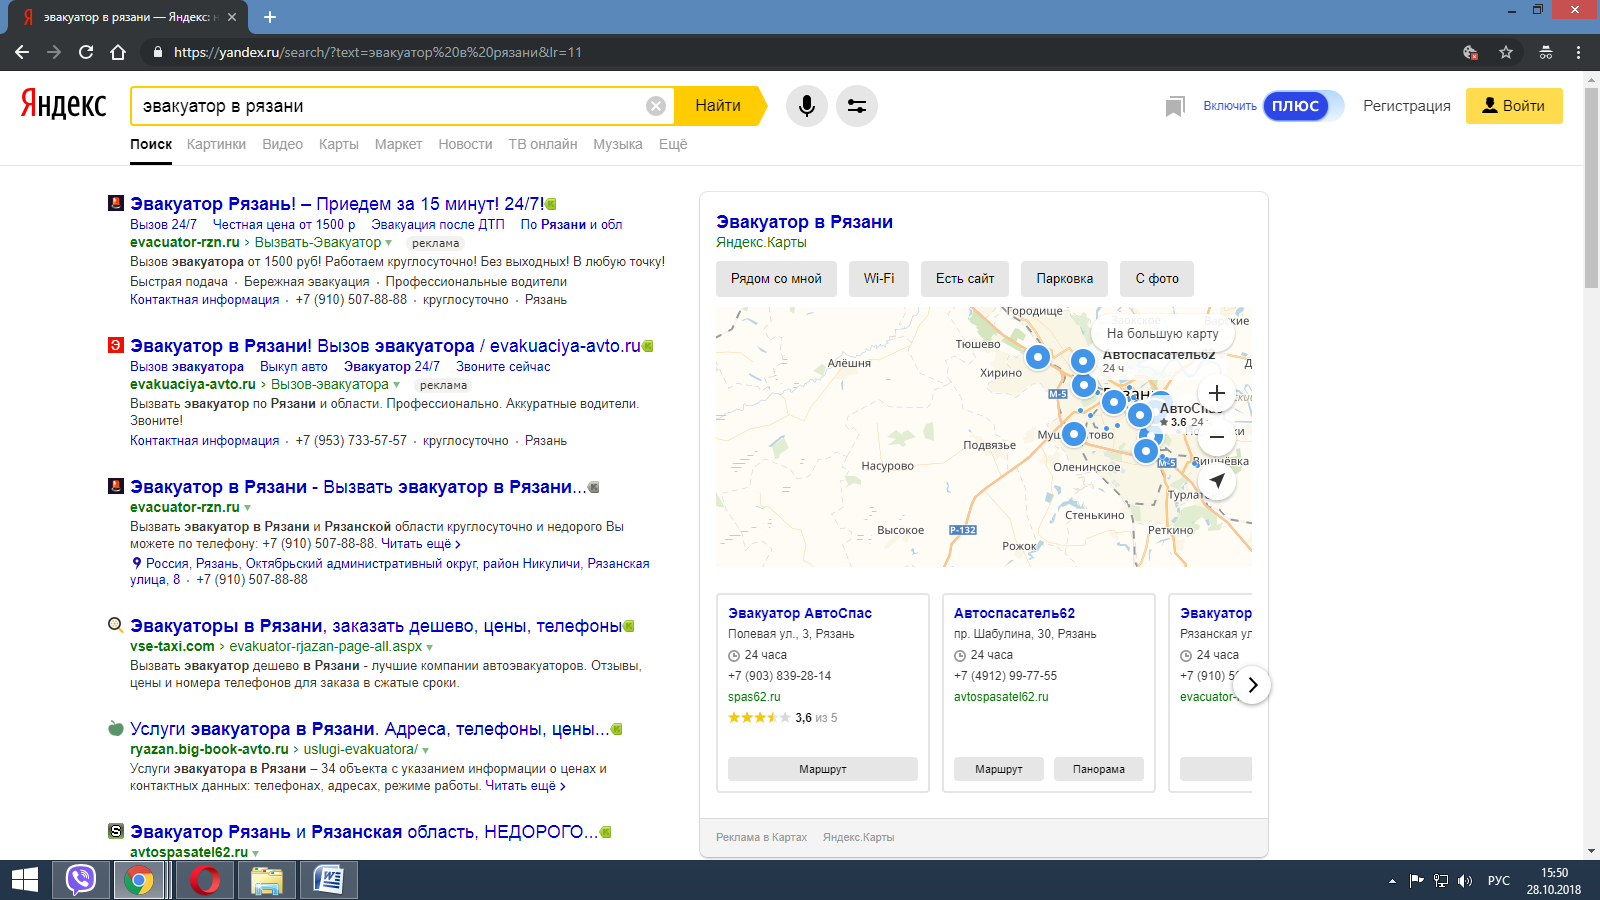 эвакуатор в рязани — Яндекс: н
https://yandex.ru/search/?text=эвакуатор%20в%20рязани&lr=11
Яндекс
эвакуатор в рязани
Найти
Включить ПЛЮС
Регистрация
Войти
Поиск Картинки Видео Карты Маркет Новости ТВ онлайн Музыка Ещё
Эвакуатор Рязань! – Приедем за 15 минут! 24/7!
Вызов 24/7 Честная цена от 1500 р Эвакуация после ДТП По Рязани и обл
evacuator-rzn.ru › Вызвать-Эвакуатор реклама
Вызов эвакуатора от 1500 руб! Работаем круглосуточно! Без выходных! В любую точку!
Быстрая подача · Бережная эвакуация · Профессиональные водители
Контактная информация · +7 (910) 507-88-88 · круглосуточно · Рязань
Э
Эвакуатор в Рязани! Вызов эвакуатора / evakuaciya-avto.ru
Вызов эвакуатора Выкуп авто Эвакуатор 24/7 Звоните сейчас
evakuaciya-avto.ru › Вызов-эвакуатора реклама
Вызвать эвакуатор по Рязани и области. Профессионально. Аккуратные водители.
Звоните!
Контактная информация · +7 (953) 733-57-57 · круглосуточно · Рязань
Эвакуатор в Рязани - Вызвать эвакуатор в Рязани...
evacuator-rzn.ru
Вызвать эвакуатор в Рязани и Рязанской области круглосуточно и недорого Вы
можете по телефону: +7 (910) 507-88-88. Читать ещё ›
Россия, Рязань, Октябрьский административный округ, район Никуличи, Рязанская
улица, 8 · +7 (910) 507-88-88
Эвакуаторы в Рязани, заказать дешево, цены, телефоны
vse-taxi.com › evakuator-rjazan-page-all.aspx
Вызвать эвакуатор дешево в Рязани - лучшие компании автоэвакуаторов. Отзывы,
цены и номера телефонов для заказа в сжатые сроки.
Услуги эвакуатора в Рязани. Адреса, телефоны, цены...
ryazan.big-book-avto.ru › uslugi-evakuatora/
Услуги эвакуатора в Рязани – 34 объекта с указанием информации о ценах и
контактных данных: телефонах, адресах, режиме работы. Читать ещё ›
S
Эвакуатор Рязань и Рязанская область, НЕДОРОГО...
avtospasatel62.ru
Эвакуатор в Рязани
Яндекс.Карты
Рядом со мной Wi-Fi Есть сайт Парковка С фото
Городище
На большую карту
Тюшево
Автоспасатель62
24 ч
Алёшня
Хирино
М-5
3.6
Подвязье
Оленинское
М-5
Насурово
Стенькино
Высокое
Р-132
Реткино
Рожок
Эвакуатор АвтоСпас
Полевая ул., 3, Рязань
24 часа
+7 (903) 839-28-14
spas62.ru
3,6 из 5
Маршрут
Автоспасатель62
пр. Шабулина, 30, Рязань
24 часа
+7 (4912) 99-77-55
avtospasatel62.ru
Маршрут Панорама
Эвакуатор
Рязанская ул
24 часа
+7 (910) 5
evacuator-
Реклама в Картах Яндекс.Карты
РУС
15:50
28.10.2018